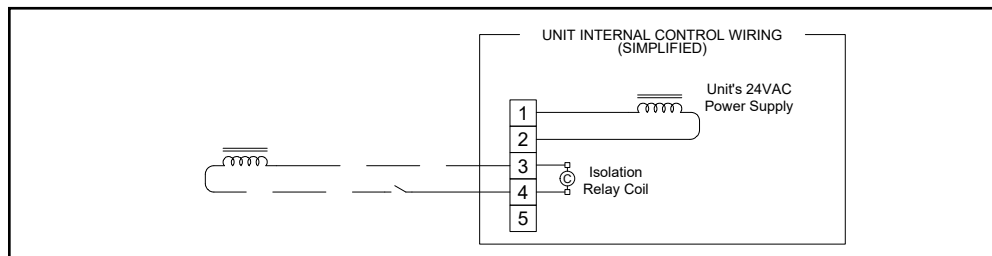 UNIT INTERNAL CONTROL WIRING
(SIMPLIFIED)
Unit's 24VAC
Power Supply
1
2
3
4
5
C
Isolation
Relay Coil